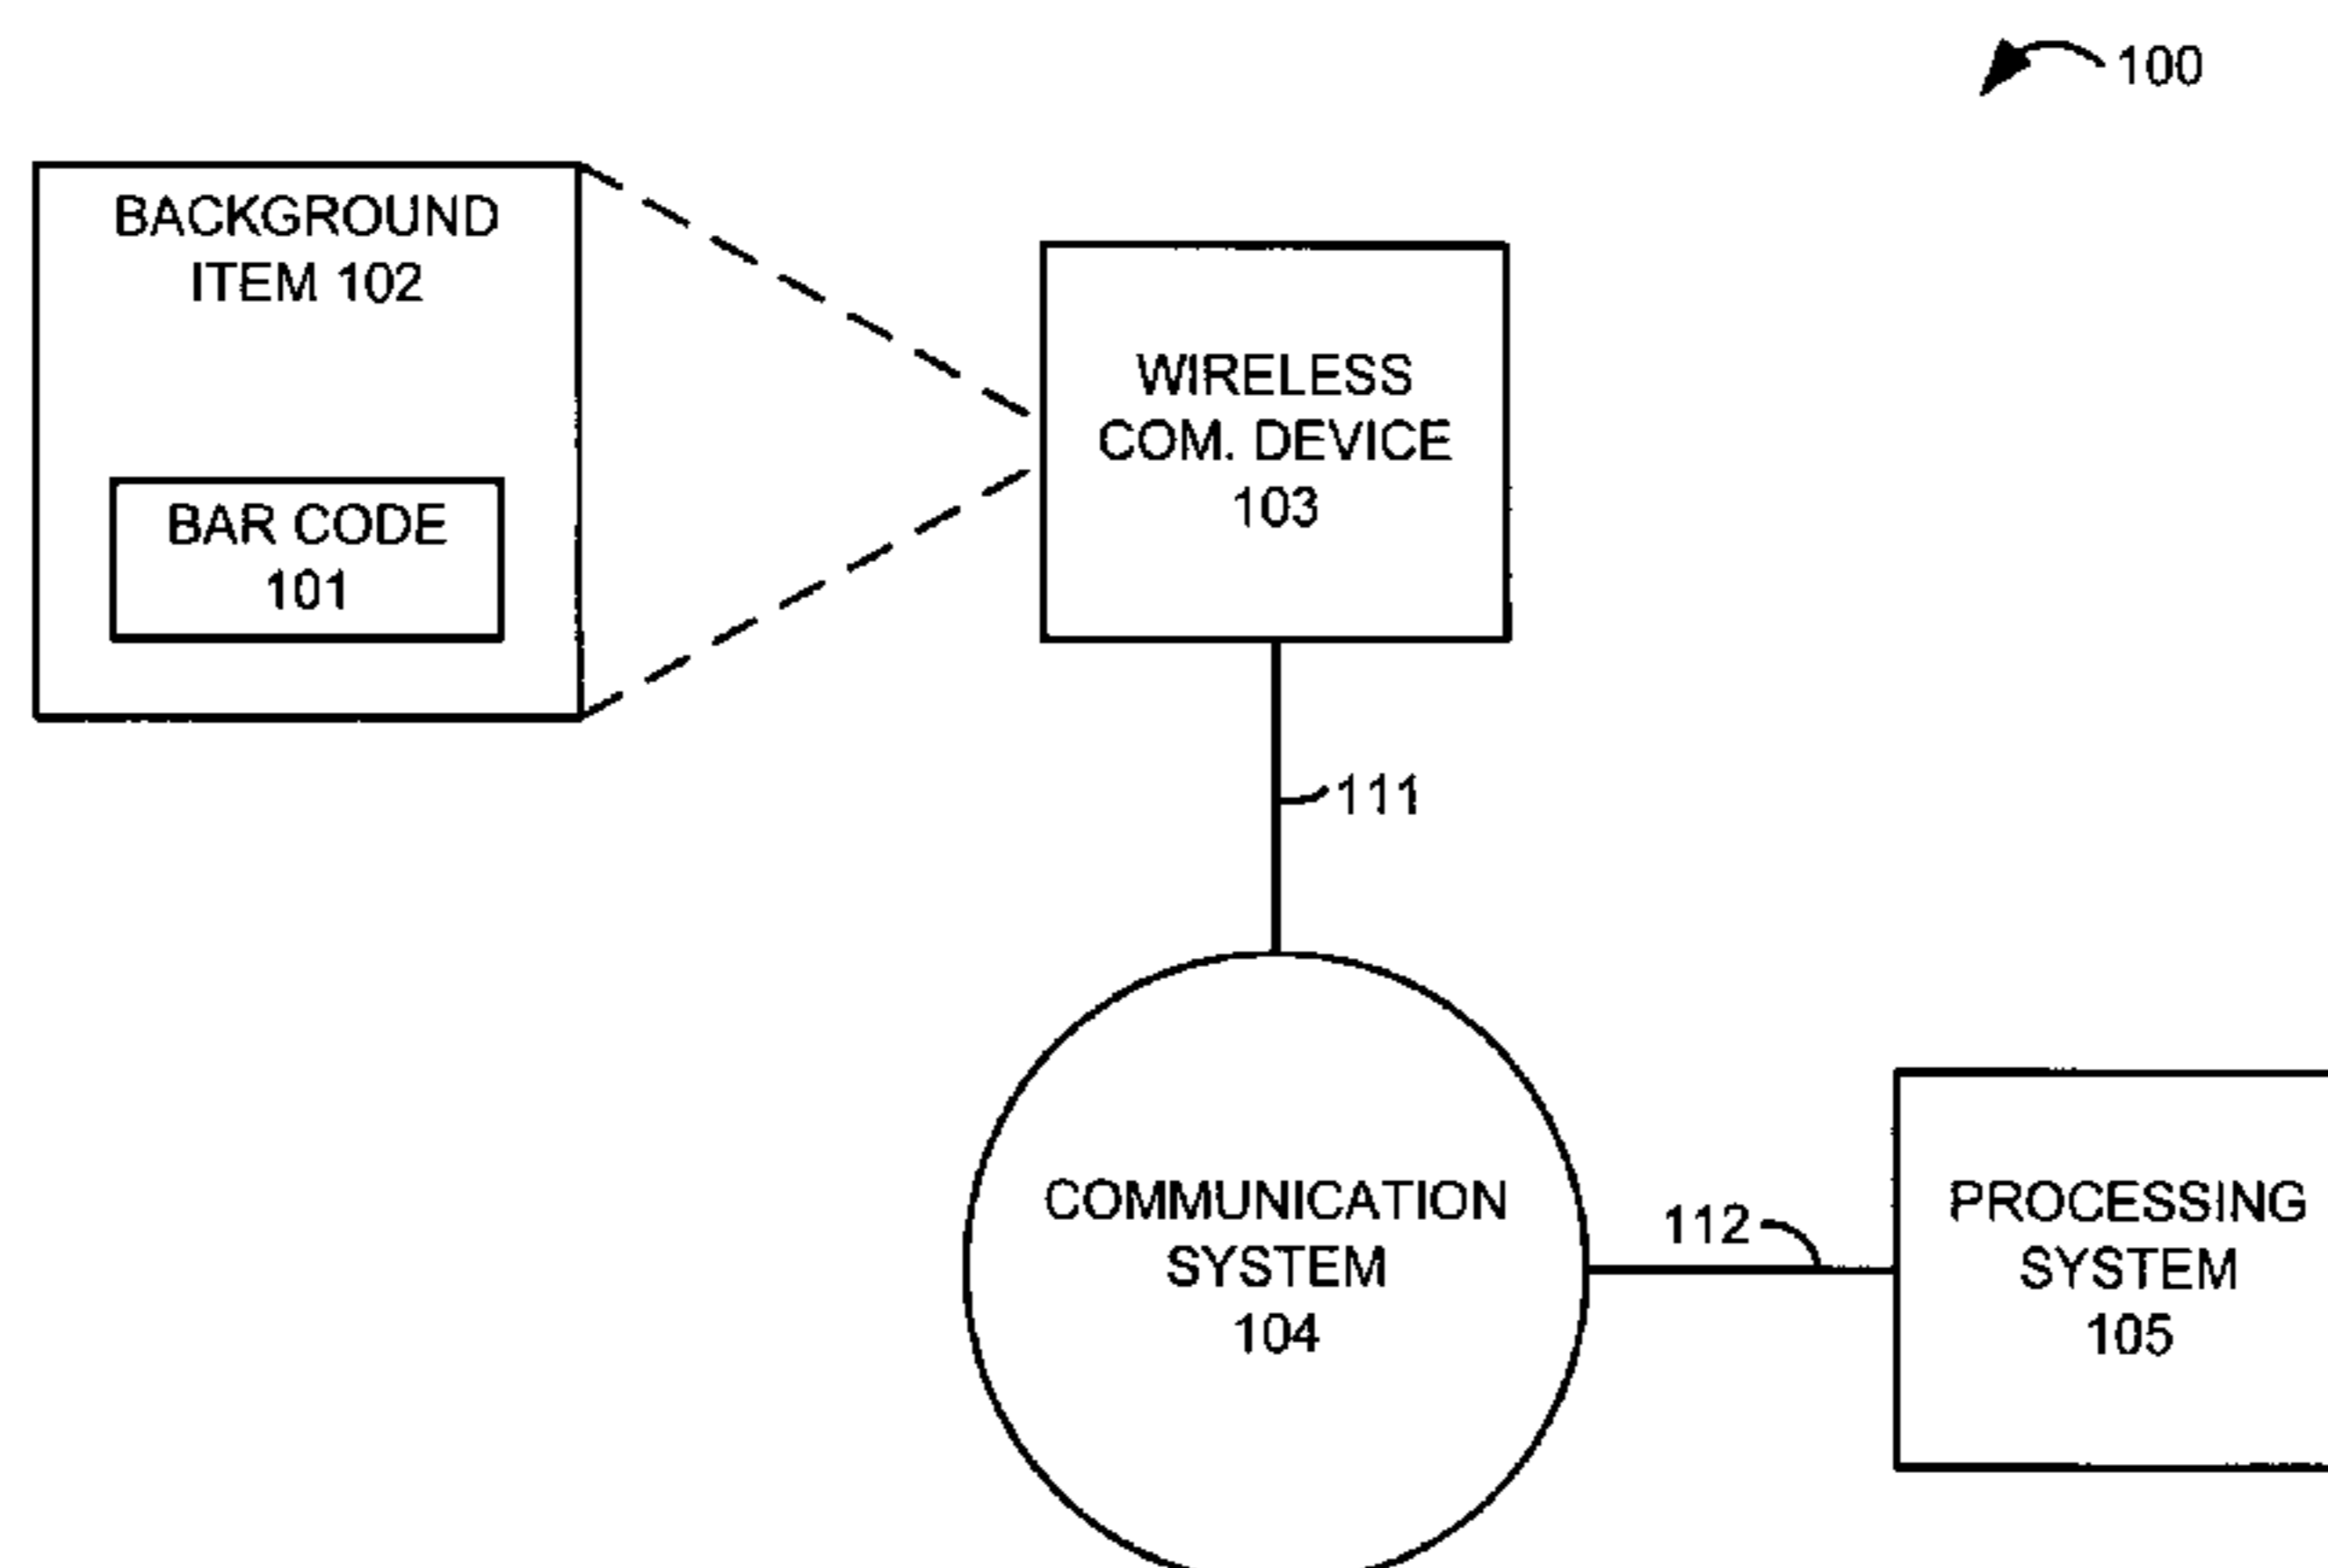 100
BACKGROUND
ITEM 102
BAR CODE
101
WIRELESS
COM. DEVICE
103
111
COMMUNICATION
SYSTEM
104
112
PROCESSING
SYSTEM
105